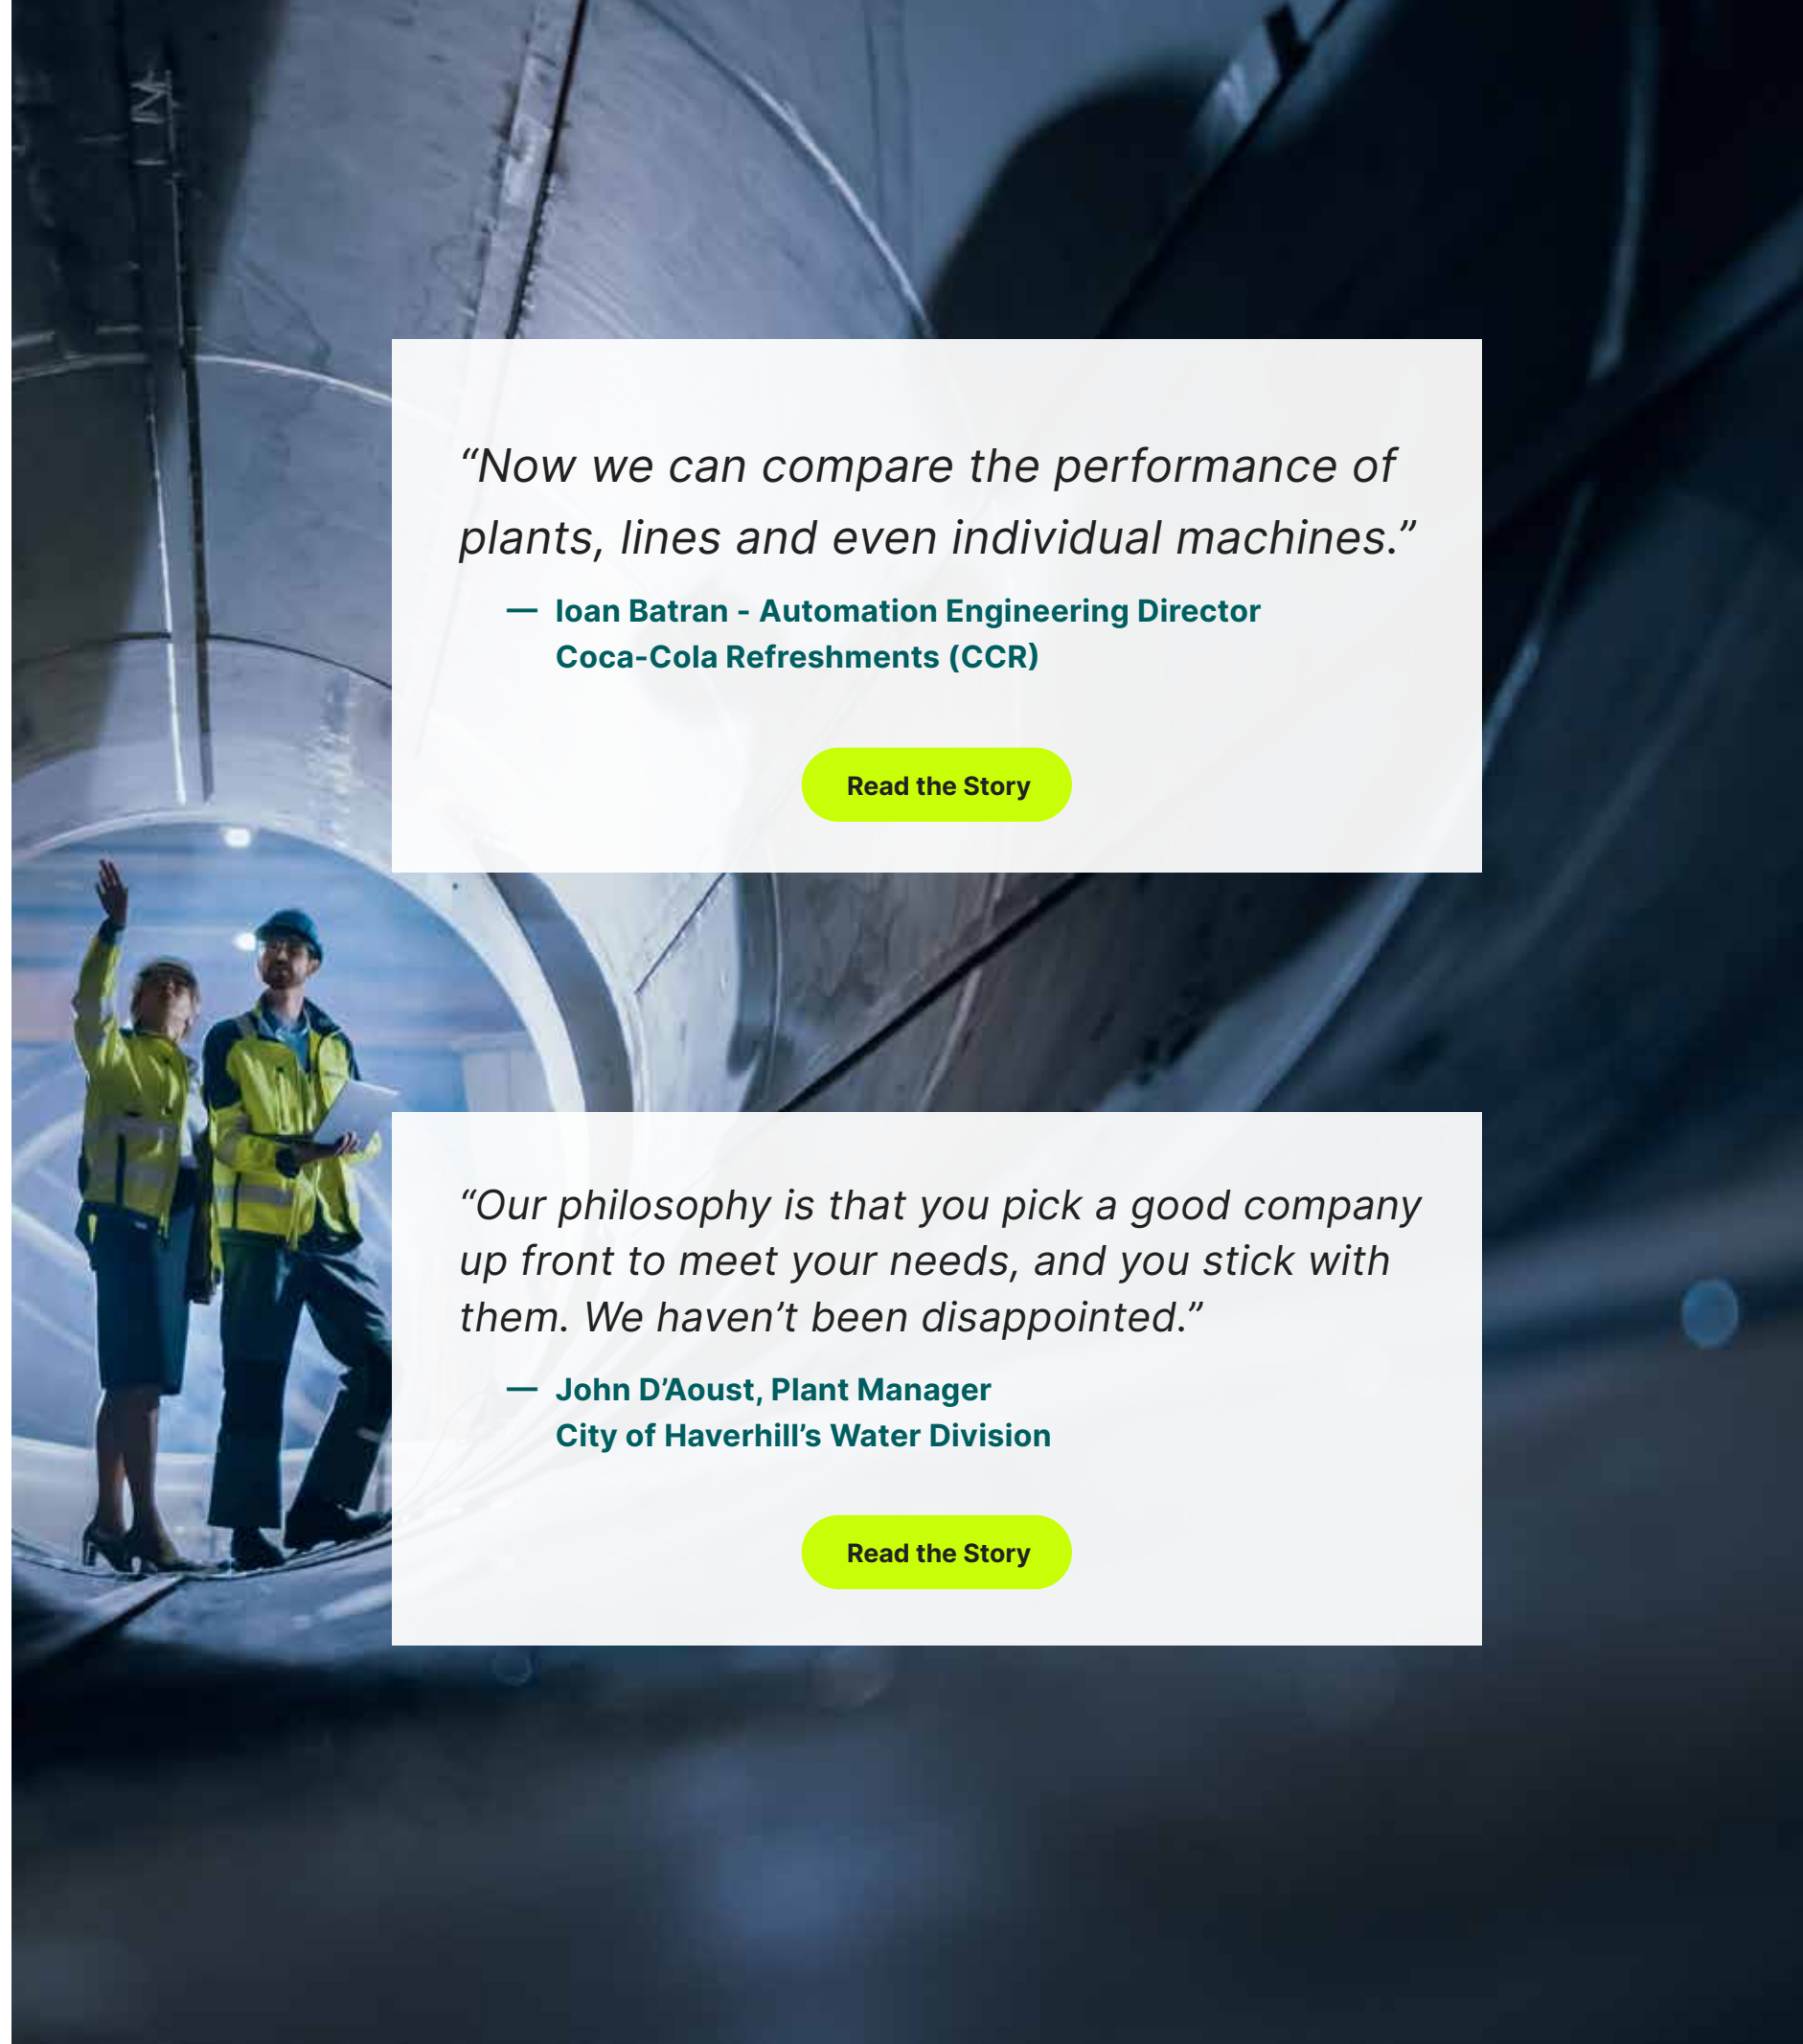 “Now we can compare the performance of
plants, lines and even individual machines.”
— Ioan Batran - Automation Engineering Director
Coca-Cola Refreshments (CCR)
Read the Story
“Our philosophy is that you pick a good company
up front to meet your needs, and you stick with
them. We haven’t been disappointed.”
— John D’Aoust, Plant Manager
City of Haverhill’s Water Division
Read the Story